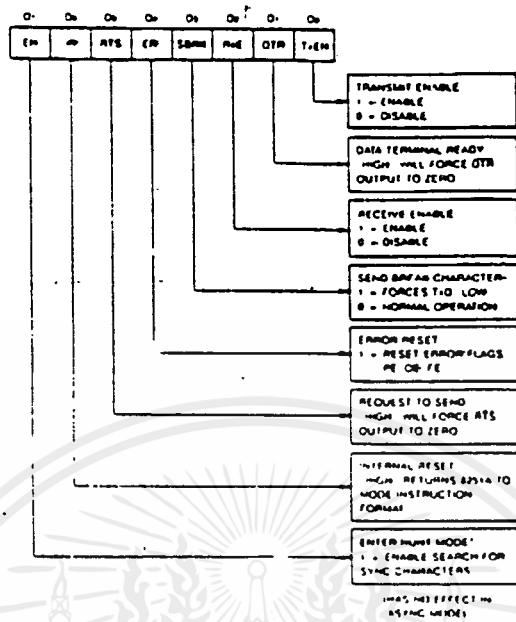 D7 D6 D5 D4 D3 D2 D1 D0
EH IR RTS ER SBRK RxE DTR TxEN
TRANSMIT ENABLE
1 = ENABLE
0 = DISABLE
DATA TERMINAL READY
"HIGH" WILL FORCE DTR
OUTPUT TO ZERO
RECEIVE ENABLE
1 = ENABLE
0 = DISABLE
SEND BREAK CHARACTER
1 = FORCES TxD LOW
0 = NORMAL OPERATION
ERROR RESET
1 = RESET ERROR FLAGS
PE OE FE
REQUEST TO SEND
"HIGH" WILL FORCE RTS
OUTPUT TO ZERO
INTERNAL RESET
"HIGH" RETURNS 8251A TO
MODE INSTRUCTION
FORMAT
ENTER HUNT MODE*
1 = ENABLE SEARCH FOR
SYNC CHARACTERS
(HAS NO EFFECT IN
ASYNC MODE)